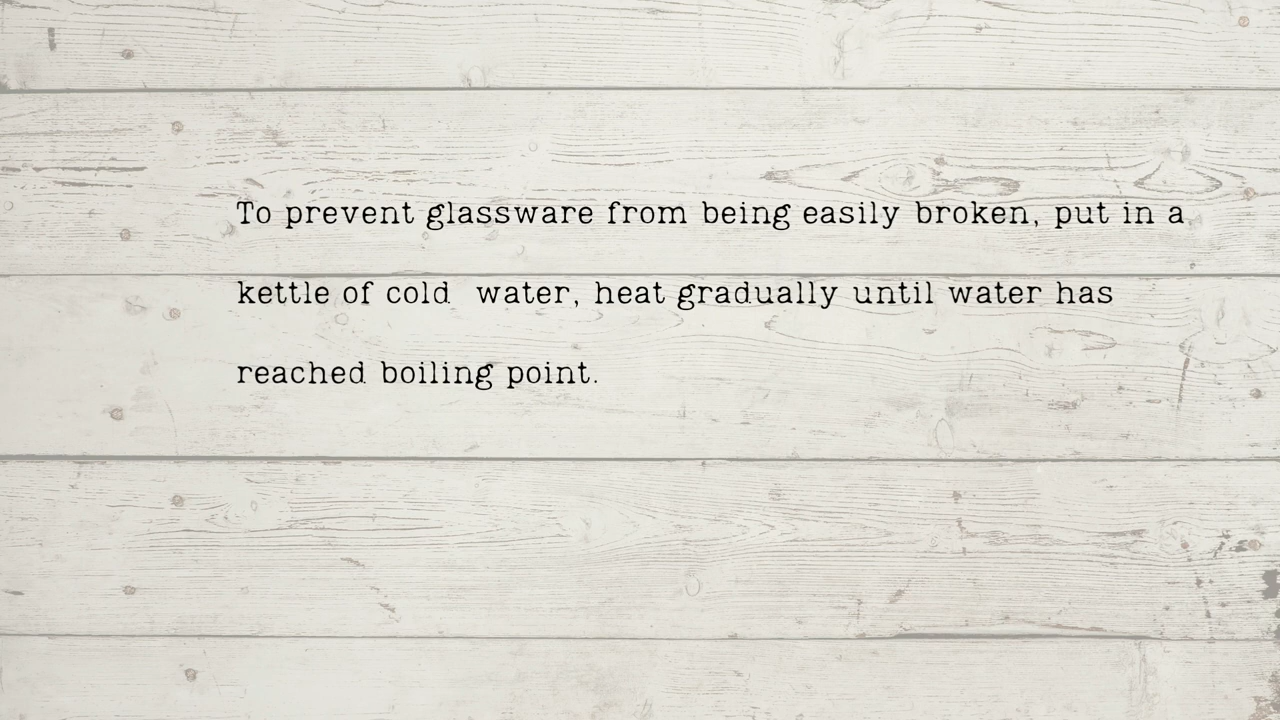 To prevent glassware from being easily broken, put in a
kettle of cold  water, heat gradually until water has
reached boiling point.